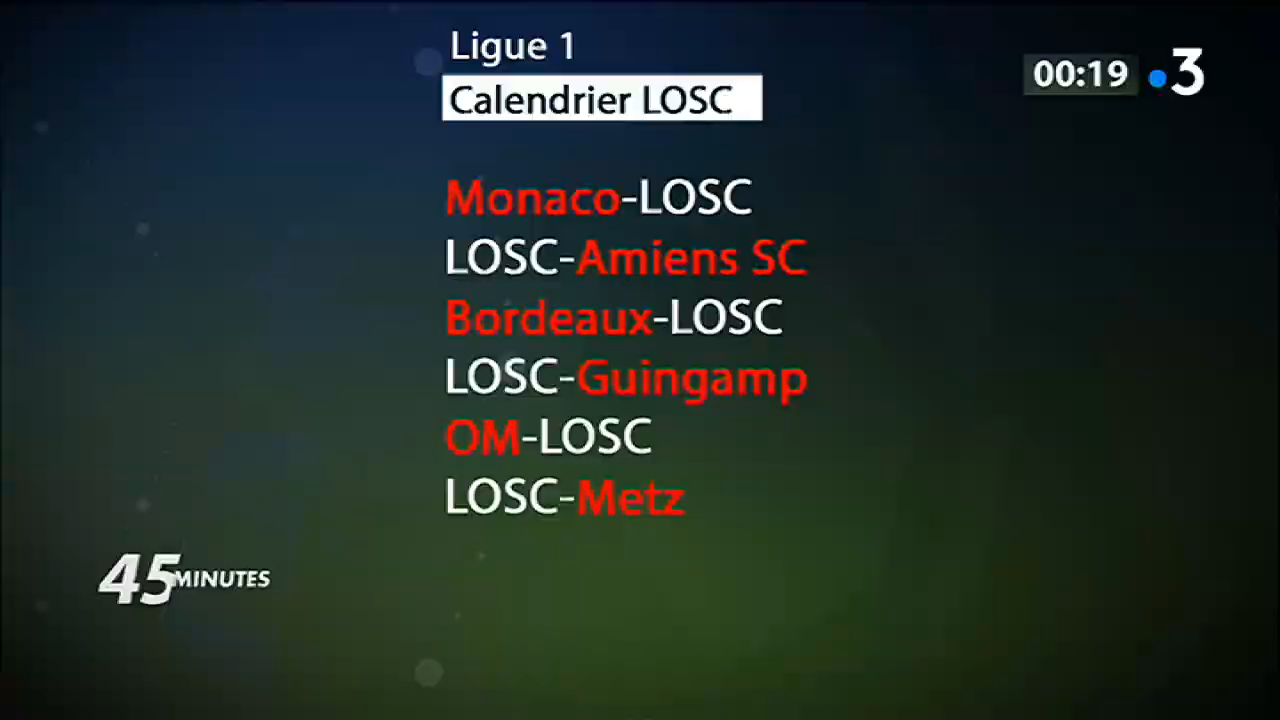 Ligue 1
Calendrier LOSC
00:19
3
Monaco-LOSC
LOSC-Amiens SC
Bordeaux-LOSC
LOSC-Guingamp
OM-LOSC
LOSC-Metz
45 MINUTES